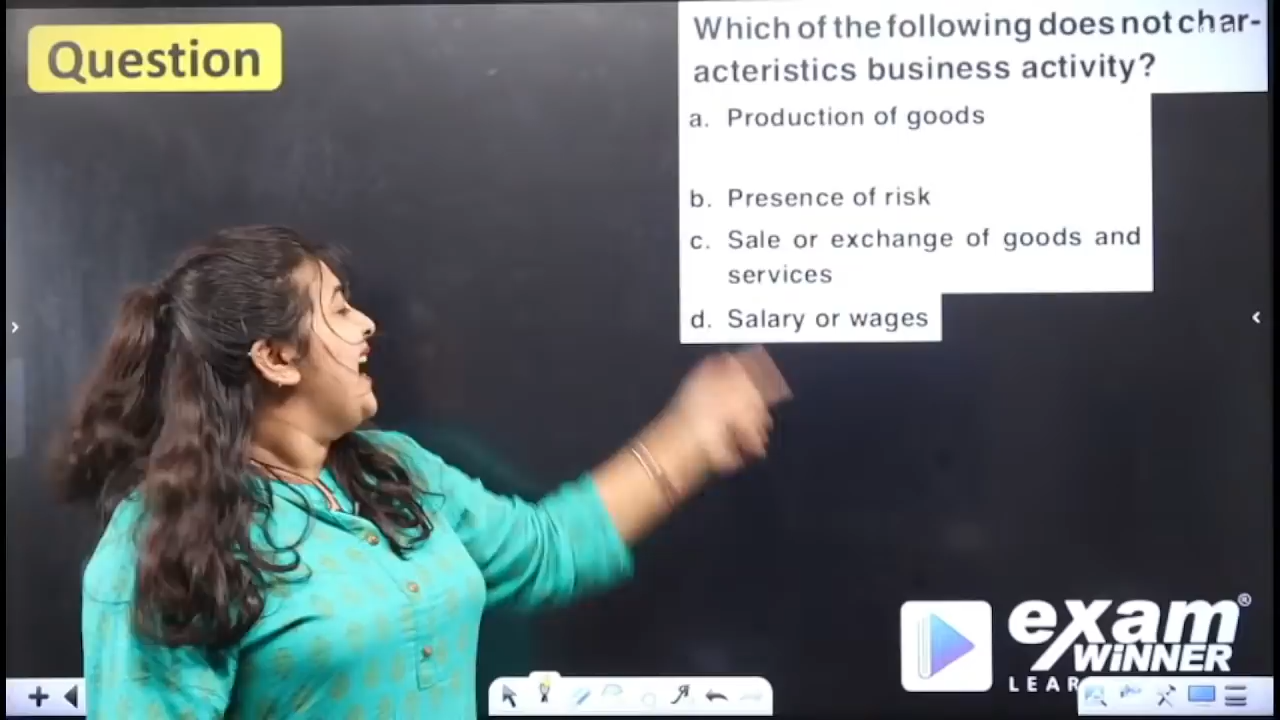 Question
Which of the following does not char-
acteristics business activity?
a. Production of goods
b. Presence of risk
c. Sale or exchange of goods and
services
d. Salary or wages
exam
WiNNER